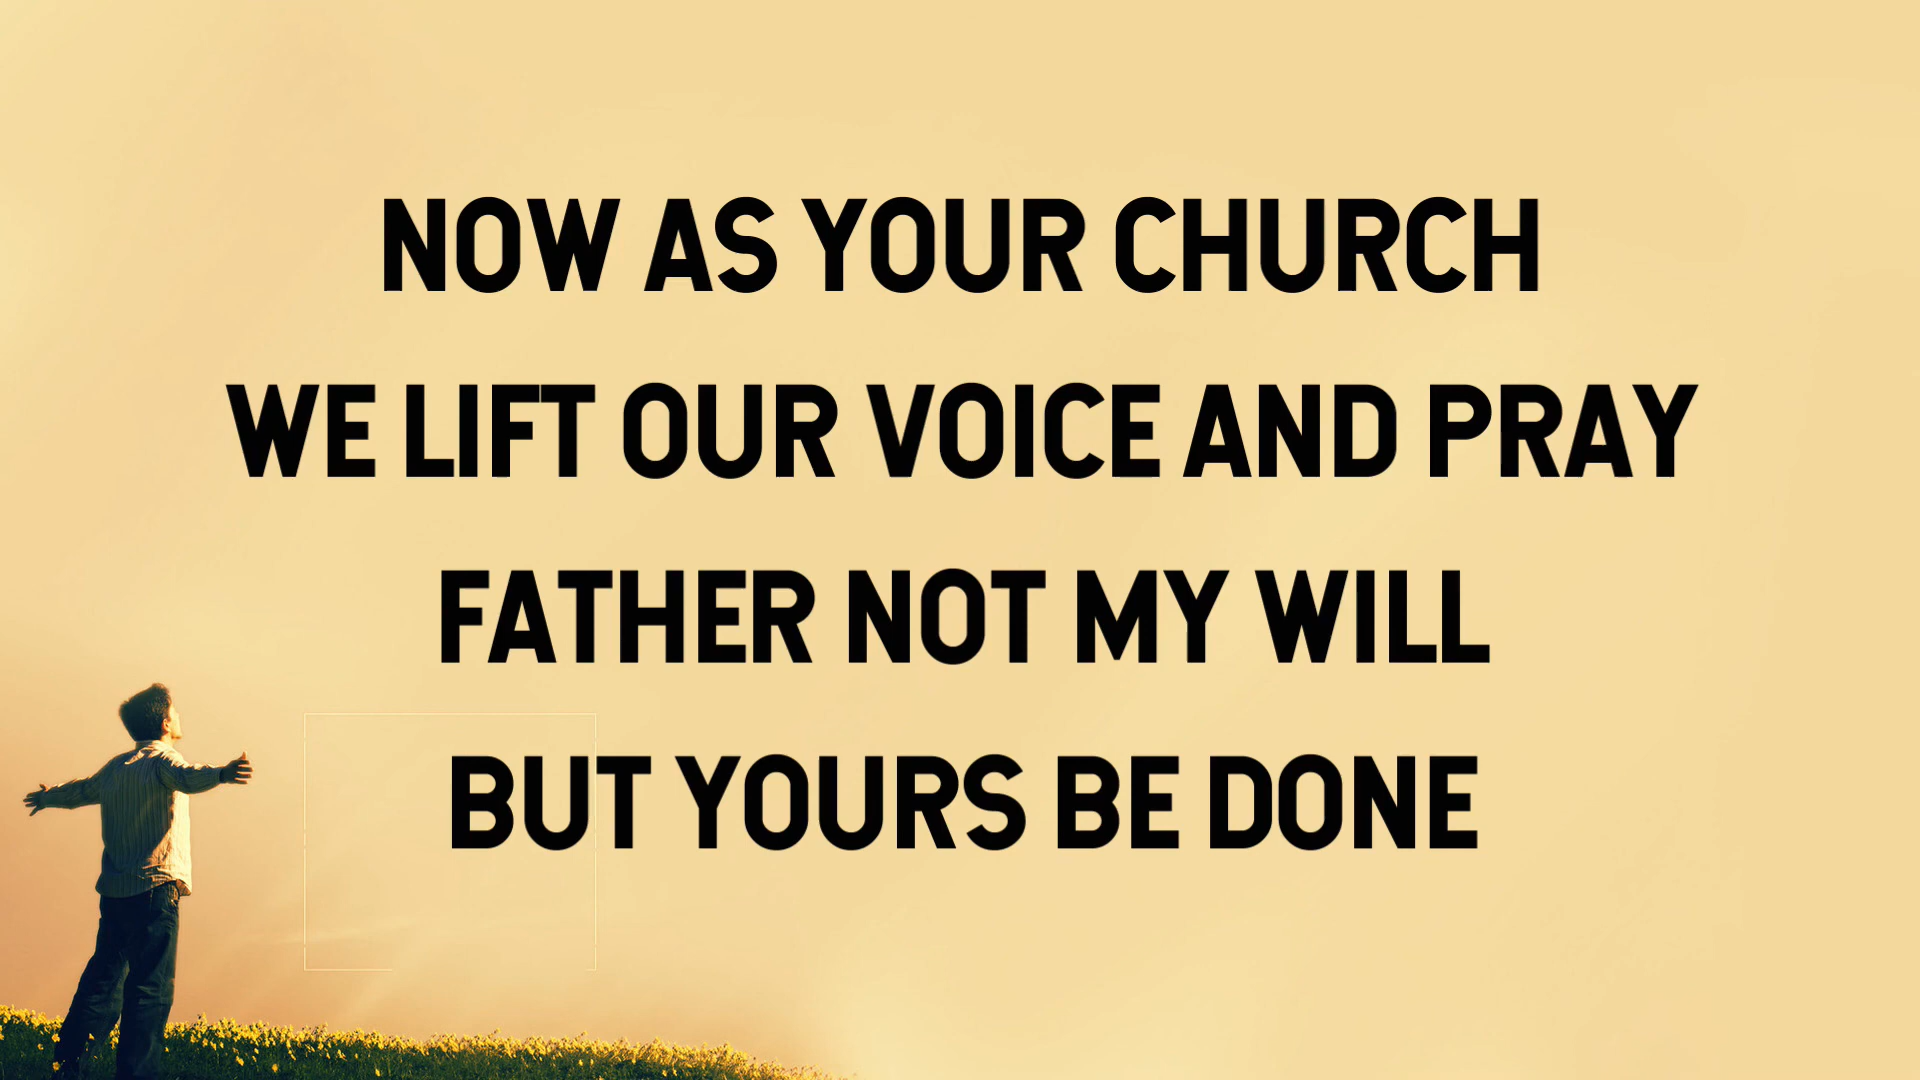 NOW AS YOUR CHURCH
WE LIFT OUR VOICE AND PRAY
FATHER NOT MY WILL
BUT YOURS BE DONE